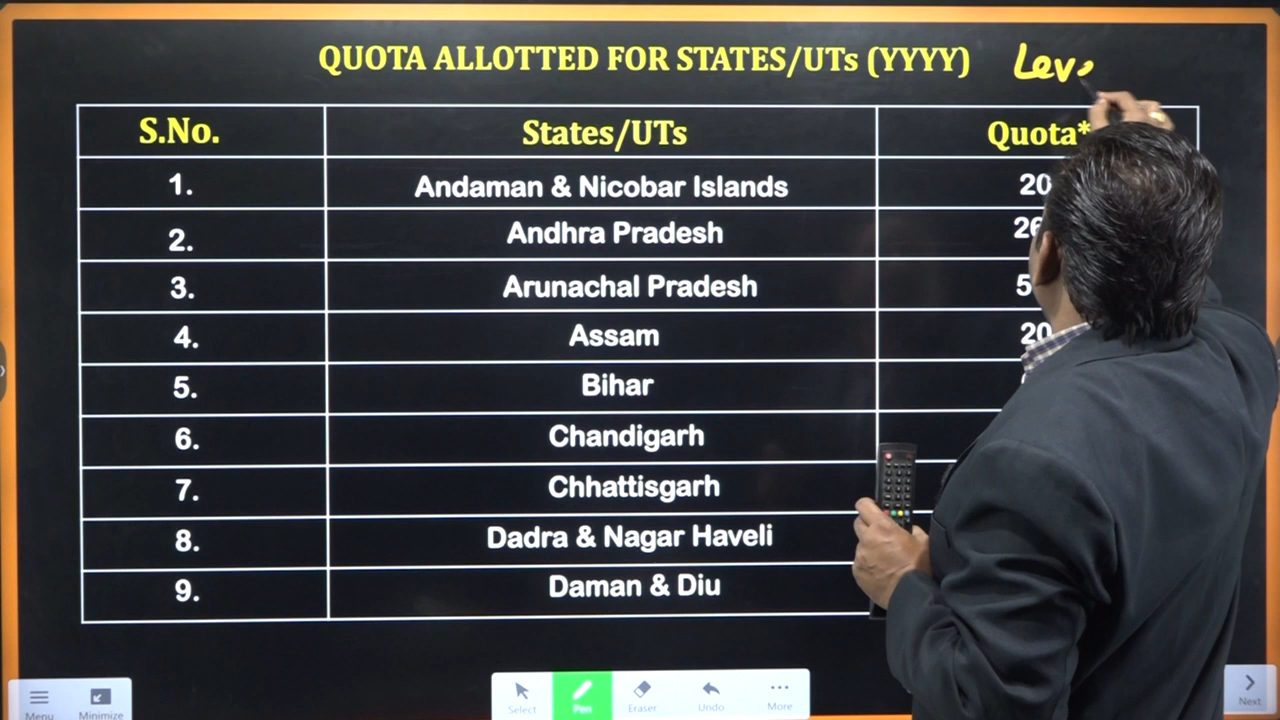 QUOTA ALLOTTED FOR STATES/UTs (YYYY)
S.No. States/UTs Quota*
1. Andaman & Nicobar Islands 20
2. Andhra Pradesh 26
3. Arunachal Pradesh 5
4. Assam 20
5. Bihar
6. Chandigarh
7. Chhattisgarh
8. Dadra & Nagar Haveli
9. Daman & Diu
Menu Minimize Select Pen Eraser Undo More Next